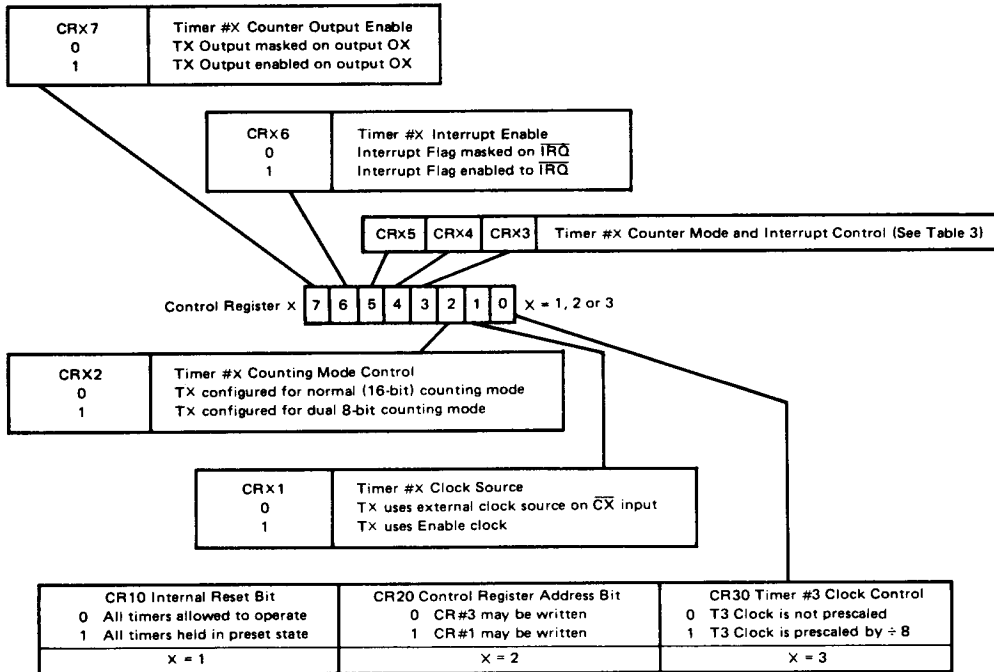 CRX7 Timer #X Counter Output Enable
0 TX Output masked on output OX
1 TX Output enabled on output OX
CRX6 Timer #X Interrupt Enable
0 Interrupt Flag masked on I̅R̅Q̅
1 Interrupt Flag enabled to I̅R̅Q̅
CRX5 CRX4 CRX3 Timer #X Counter Mode and Interrupt Control (See Table 3)
Control Register X 7 6 5 4 3 2 1 0 X = 1, 2 or 3
CRX2 Timer #X Counting Mode Control
0 TX configured for normal (16-bit) counting mode
1 TX configured for dual 8-bit counting mode
CRX1 Timer #X Clock Source
0 TX uses external clock source on C̅X̅ input
1 TX uses Enable clock
CR10 Internal Reset Bit
0 All timers allowed to operate
1 All timers held in preset state
X = 1
CR20 Control Register Address Bit
0 CR#3 may be written
1 CR#1 may be written
X = 2
CR30 Timer #3 Clock Control
0 T3 Clock is not prescaled
1 T3 Clock is prescaled by ÷ 8
X = 3